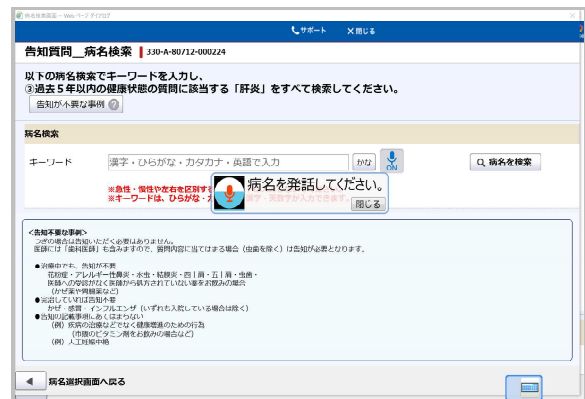 病名検索画面 -- Web ページ ダイアログ
サポート
×閉じる
告知質問__病名検索
330-A-80712-000224
以下の病名検索でキーワードを入力し、
③過去５年以内の健康状態の質問に該当する「肝炎」をすべて検索してください。
告知が不要な事例
病名検索
キーワード
漢字・ひらがな・カタカナ・英語で入力
かな
ON
病名を検索
※急性・慢性や左右を区別する
※キーワードは、ひらがな・カ
漢字・英数字が入力できます。
病名を発話してください。
閉じる
<告知不要な事例>
つぎの場合は告知いただく必要はありません。
医師には「歯科医師」も含みますので、質問内容に当てはまる場合（虫歯を除く）は告知が必要となります。
●治療中でも、告知が不要
花粉症・アレルギー性鼻炎・水虫・結膜炎・四十肩・五十肩・虫歯・
医師への受診がなく医師から処方されていない薬をお飲みの場合
（かぜ薬や胃腸薬など）
●完治していれば告知不要
かぜ・感冒・インフルエンザ（いずれも入院している場合は除く）
●告知の記載事項にあてはまらない
（例）疾病の治療などでなく健康増進のための行為
（市販のビタミン剤をお飲みの場合など）
（例）人工妊娠中絶
病名選択画面へ戻る